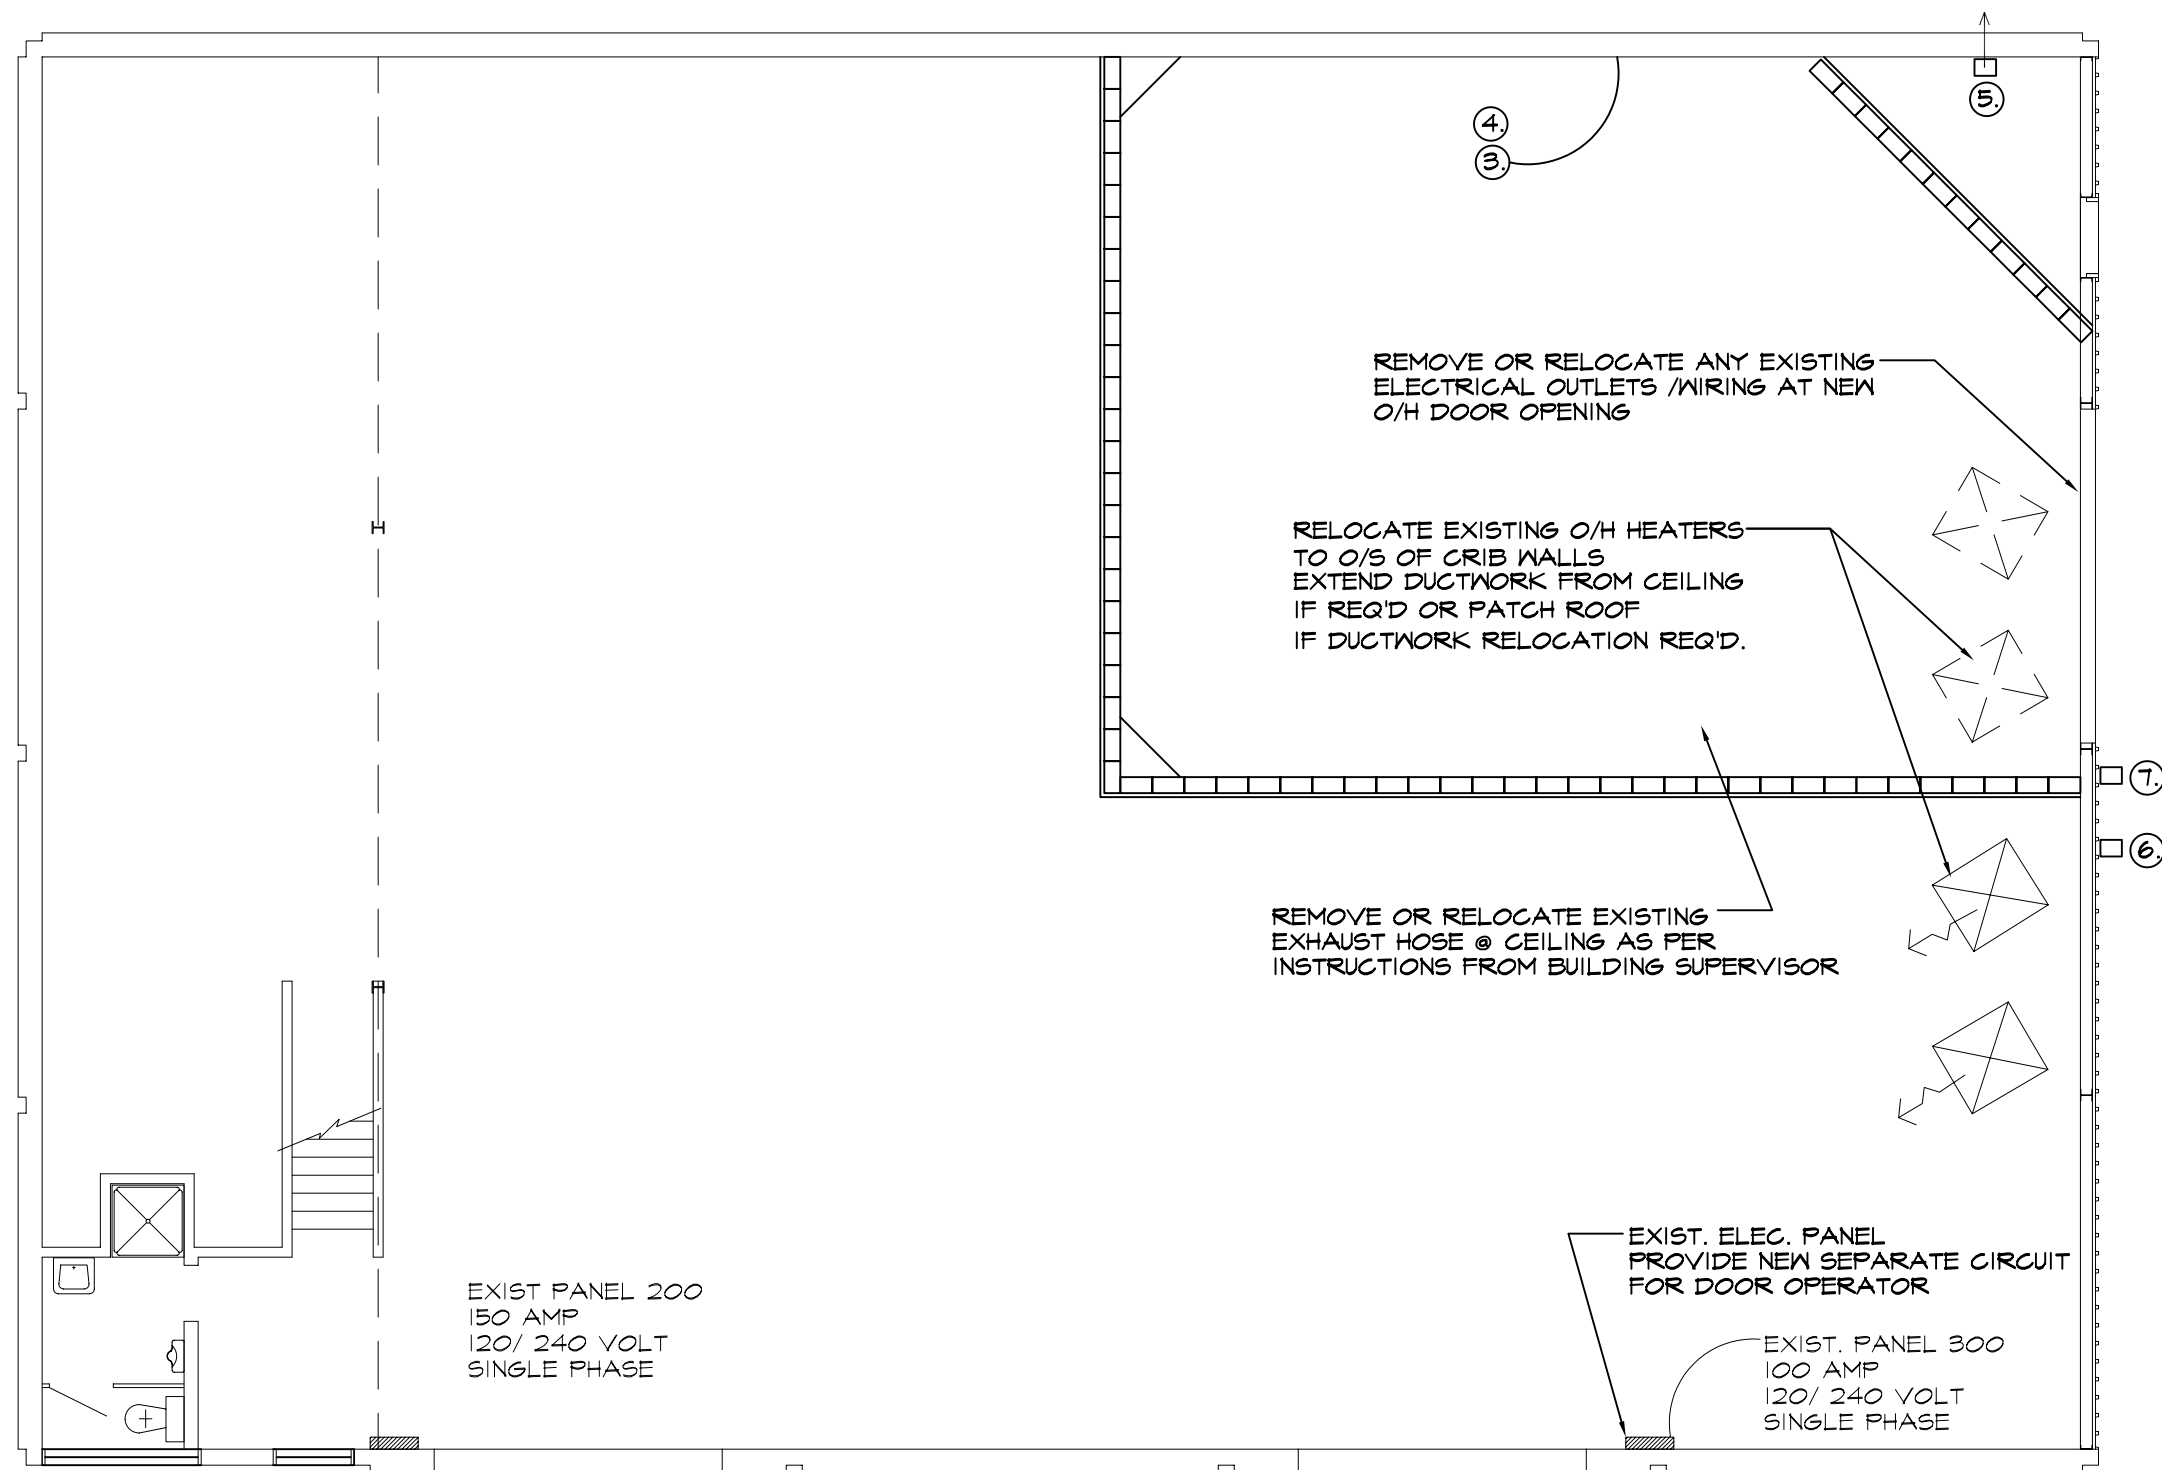 5.
4.
3.
REMOVE OR RELOCATE ANY EXISTING
ELECTRICAL OUTLETS /WIRING AT NEW
O/H DOOR OPENING
RELOCATE EXISTING O/H HEATERS
TO O/S OF CRIB WALLS
EXTEND DUCTWORK FROM CEILING
IF REQ'D OR PATCH ROOF
IF DUCTWORK RELOCATION REQ'D.
7.
6.
REMOVE OR RELOCATE EXISTING
EXHAUST HOSE @ CEILING AS PER
INSTRUCTIONS FROM BUILDING SUPERVISOR
EXIST. ELEC. PANEL
PROVIDE NEW SEPARATE CIRCUIT
FOR DOOR OPERATOR
EXIST PANEL 200
150 AMP
120/ 240 VOLT
SINGLE PHASE
EXIST. PANEL 300
100 AMP
120/ 240 VOLT
SINGLE PHASE